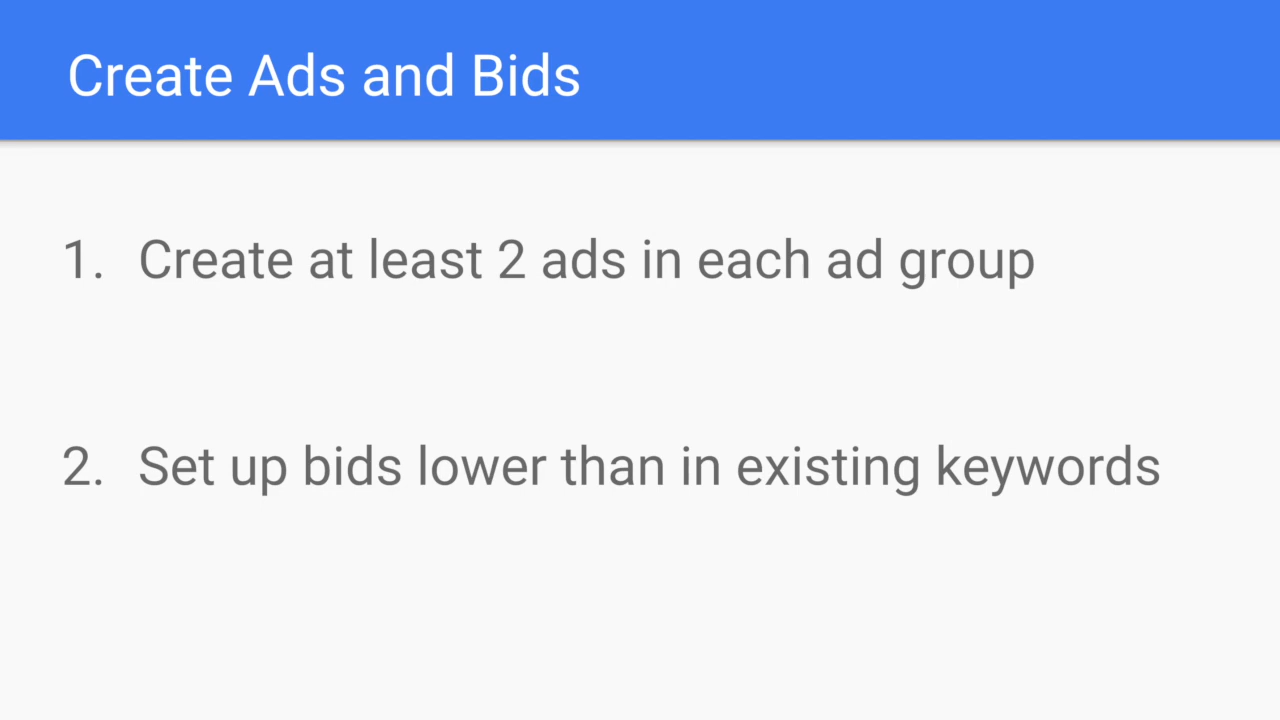 Create Ads and Bids
1. Create at least 2 ads in each ad group
2. Set up bids lower than in existing keywords